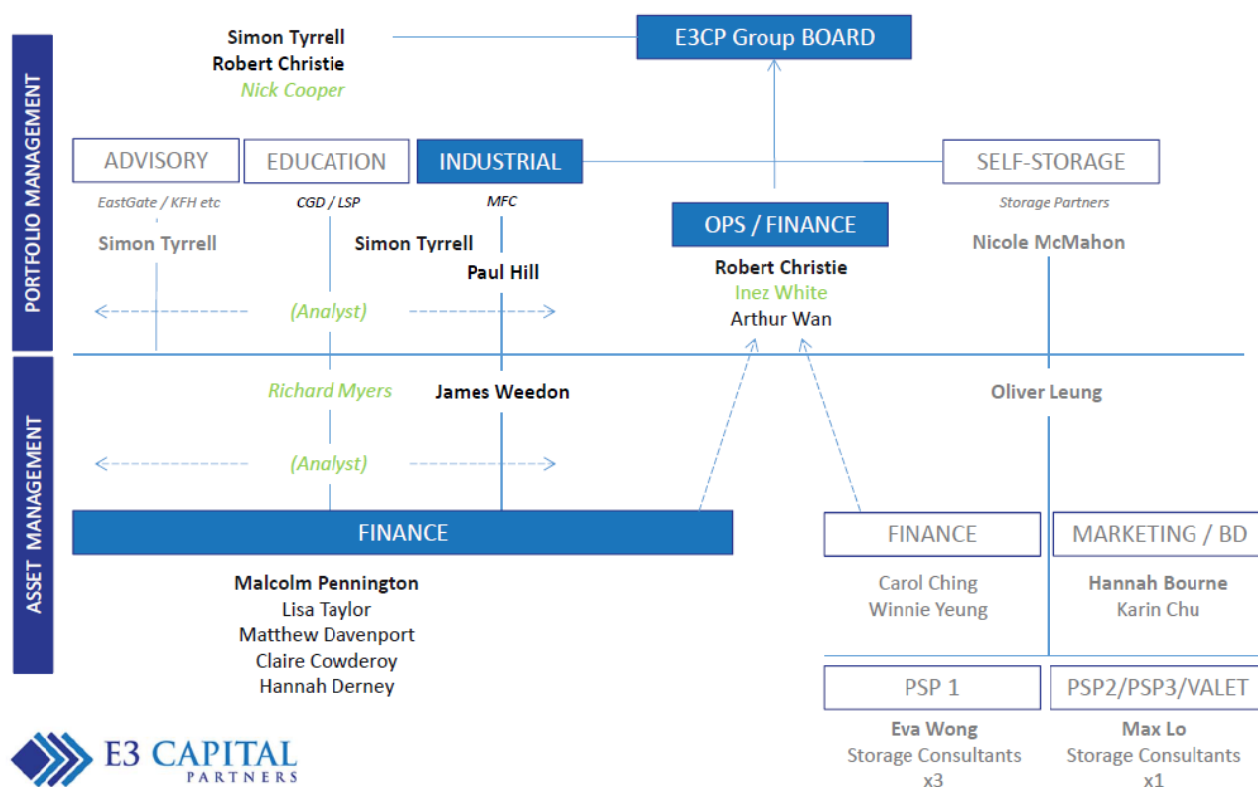 PORTFOLIO MANAGEMENT
Simon Tyrrell
Robert Christie
Nick Cooper
E3CP Group BOARD
ADVISORY
EDUCATION
INDUSTRIAL
SELF-STORAGE
EastGate / KFH etc
CGD / LSP
MFC
Storage Partners
OPS / FINANCE
Simon Tyrrell
Simon Tyrrell
Nicole McMahon
Paul Hill
Robert Christie
Inez White
Arthur Wan
(Analyst)
ASSET MANAGEMENT
Richard Myers
James Weedon
Oliver Leung
(Analyst)
FINANCE
Malcolm Pennington
Lisa Taylor
Matthew Davenport
Claire Cowderoy
Hannah Derney
FINANCE
Carol Ching
Winnie Yeung
MARKETING / BD
Hannah Bourne
Karin Chu
PSP 1
Eva Wong
Storage Consultants
x3
PSP2/PSP3/VALET
Max Lo
Storage Consultants
x1
E3 CAPITAL
PARTNERS